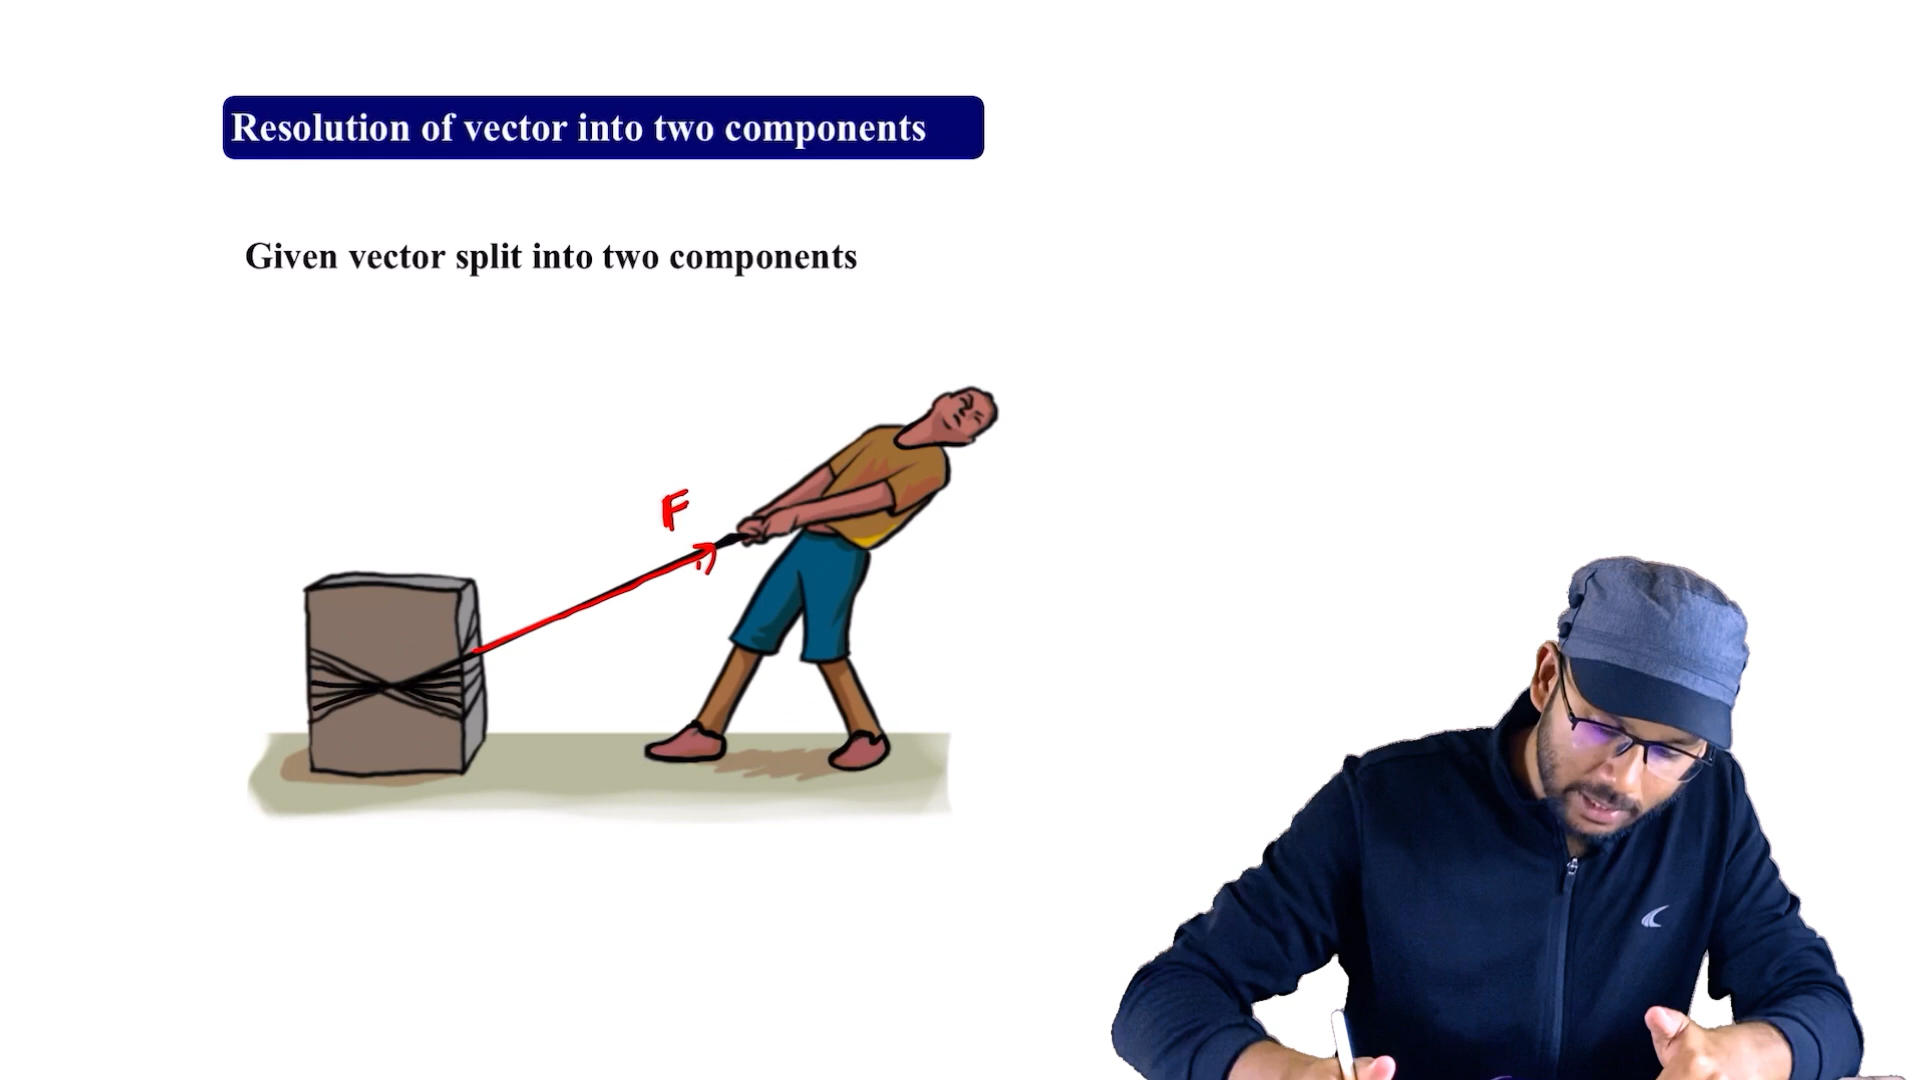 Resolution of vector into two components
Given vector split into two components
F